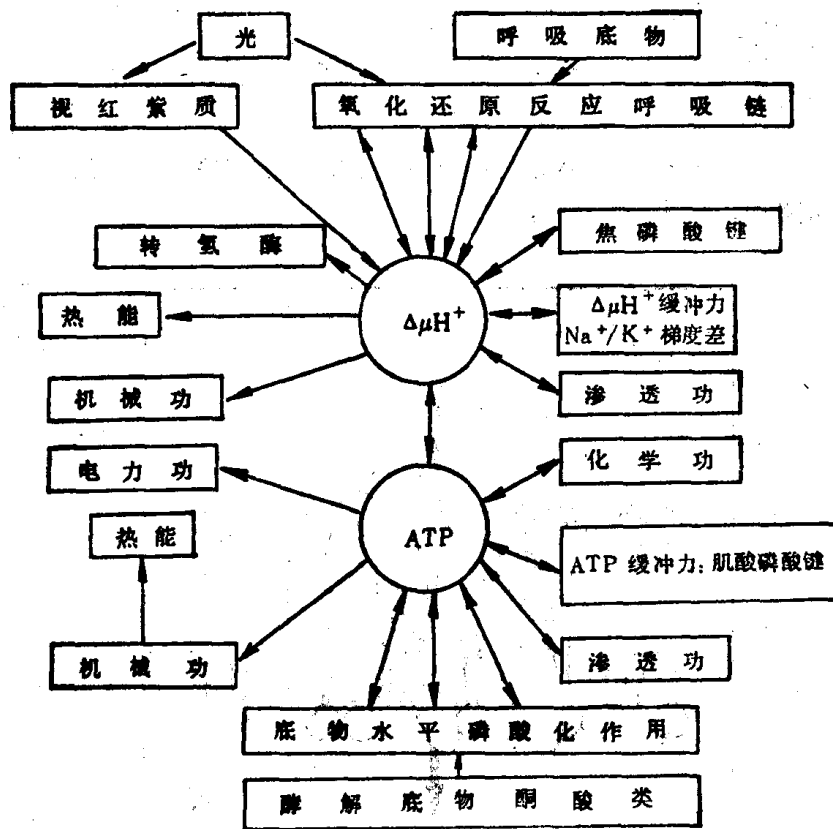 光
呼吸底物
视红紫质
氧化还原反应呼吸链
转氢酶
焦磷酸键
热能
ΔμH⁺
ΔμH⁺缓冲力
Na⁺/K⁺梯度差
机械功
渗透功
电力功
化学功
热能
ATP
ATP缓冲力:肌酸磷酸键
机械功
渗透功
底物水平磷酸化作用
酵解底物酮酸类